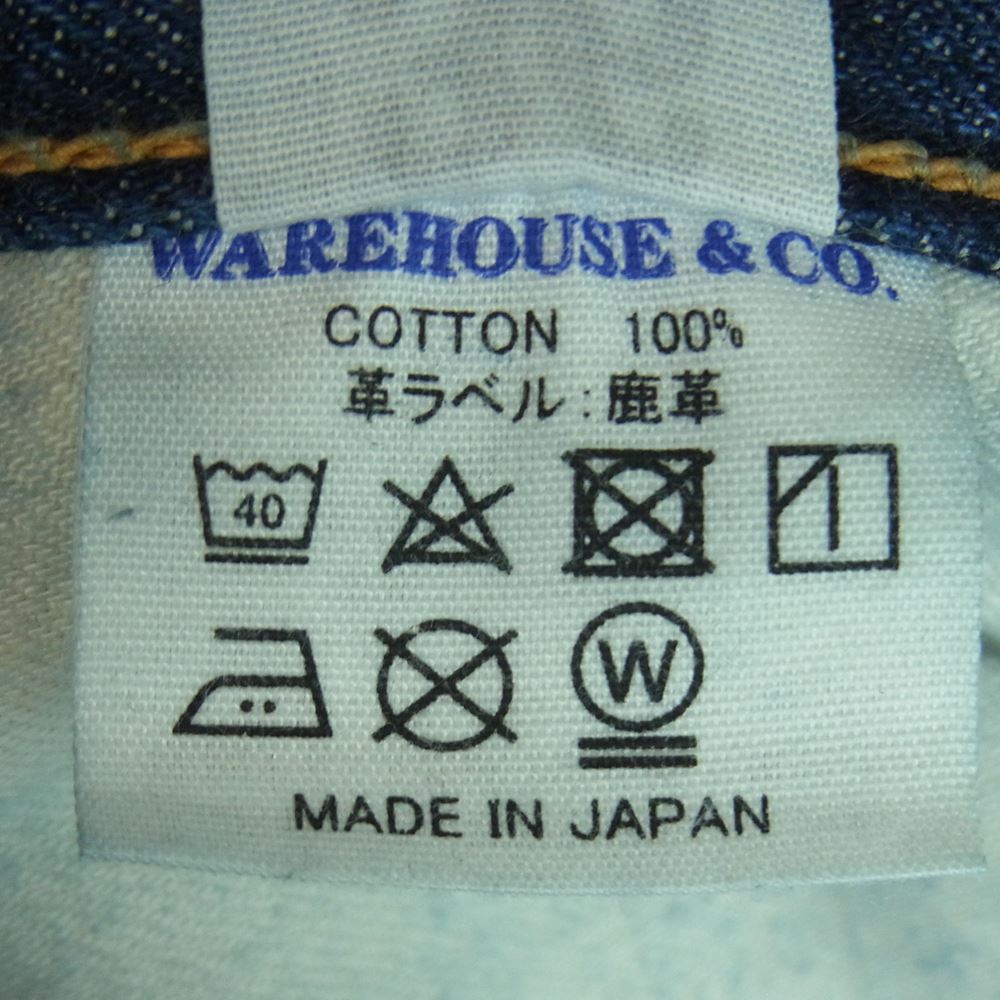 WAREHOUSE & CO.
COTTON 100%
革ラベル:鹿革
40
W
MADE IN JAPAN